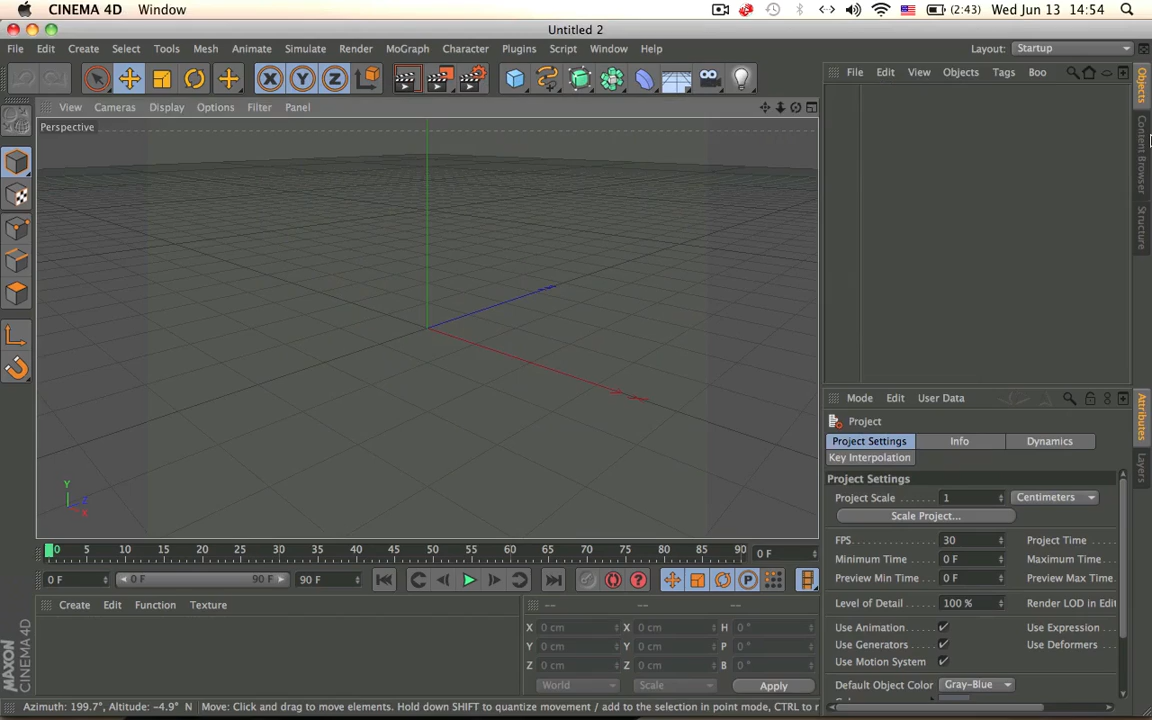 CINEMA 4D Window (2:43) Wed Jun 13 14:54
Untitled 2
File Edit Create Select Tools Mesh Animate Simulate Render MoGraph Character Plugins Script Window Help Layout: Startup
File Edit View Objects Tags Boo
X Y Z
View Cameras Display Options Filter Panel
Perspective
Objects
Content Browser
Structure
Y
Z
X
Mode Edit User Data
Attributes
Layers
Project
Project Settings Info Dynamics
Key Interpolation
Project Settings
Project Scale 1 Centimeters
Scale Project...
FPS 30 Project Time
Minimum Time 0 F Maximum Time
Preview Min Time 0 F Preview Max Time
Level of Detail 100 % Render LOD in Edit
Use Animation Use Expression
Use Generators Use Deformers
Use Motion System
Default Object Color Gray-Blue
0 5 10 15 20 25 30 35 40 45 50 55 60 65 70 75 80 85 90 0 F
0 F 0 F 90 F 90 F P
Create Edit Function Texture
-- -- --
X 0 cm X 0 cm H 0 °
Y 0 cm Y 0 cm P 0 °
Z 0 cm Z 0 cm B 0 °
World Scale Apply
MAXON
CINEMA 4D
Azimuth: 199.7°, Altitude: -4.9° N Move: Click and drag to move elements. Hold down SHIFT to quantize movement / add to the selection in point mode, CTRL to r